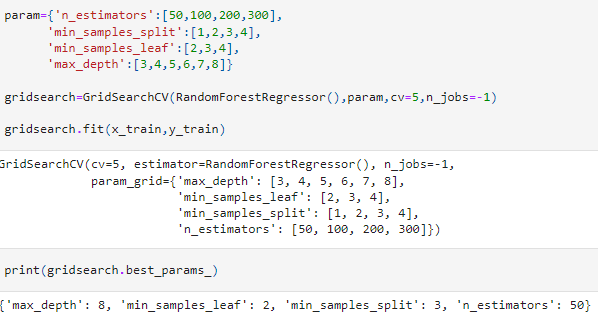 param={'n_estimators':[50,100,200,300],
'min_samples_split':[1,2,3,4],
'min_samples_leaf':[2,3,4],
'max_depth':[3,4,5,6,7,8]}
gridsearch=GridSearchCV(RandomForestRegressor(),param,cv=5,n_jobs=-1)
gridsearch.fit(x_train,y_train)
GridSearchCV(cv=5, estimator=RandomForestRegressor(), n_jobs=-1,
param_grid={'max_depth': [3, 4, 5, 6, 7, 8],
'min_samples_leaf': [2, 3, 4],
'min_samples_split': [1, 2, 3, 4],
'n_estimators': [50, 100, 200, 300]})
print(gridsearch.best_params_)
{'max_depth': 8, 'min_samples_leaf': 2, 'min_samples_split': 3, 'n_estimators': 50}